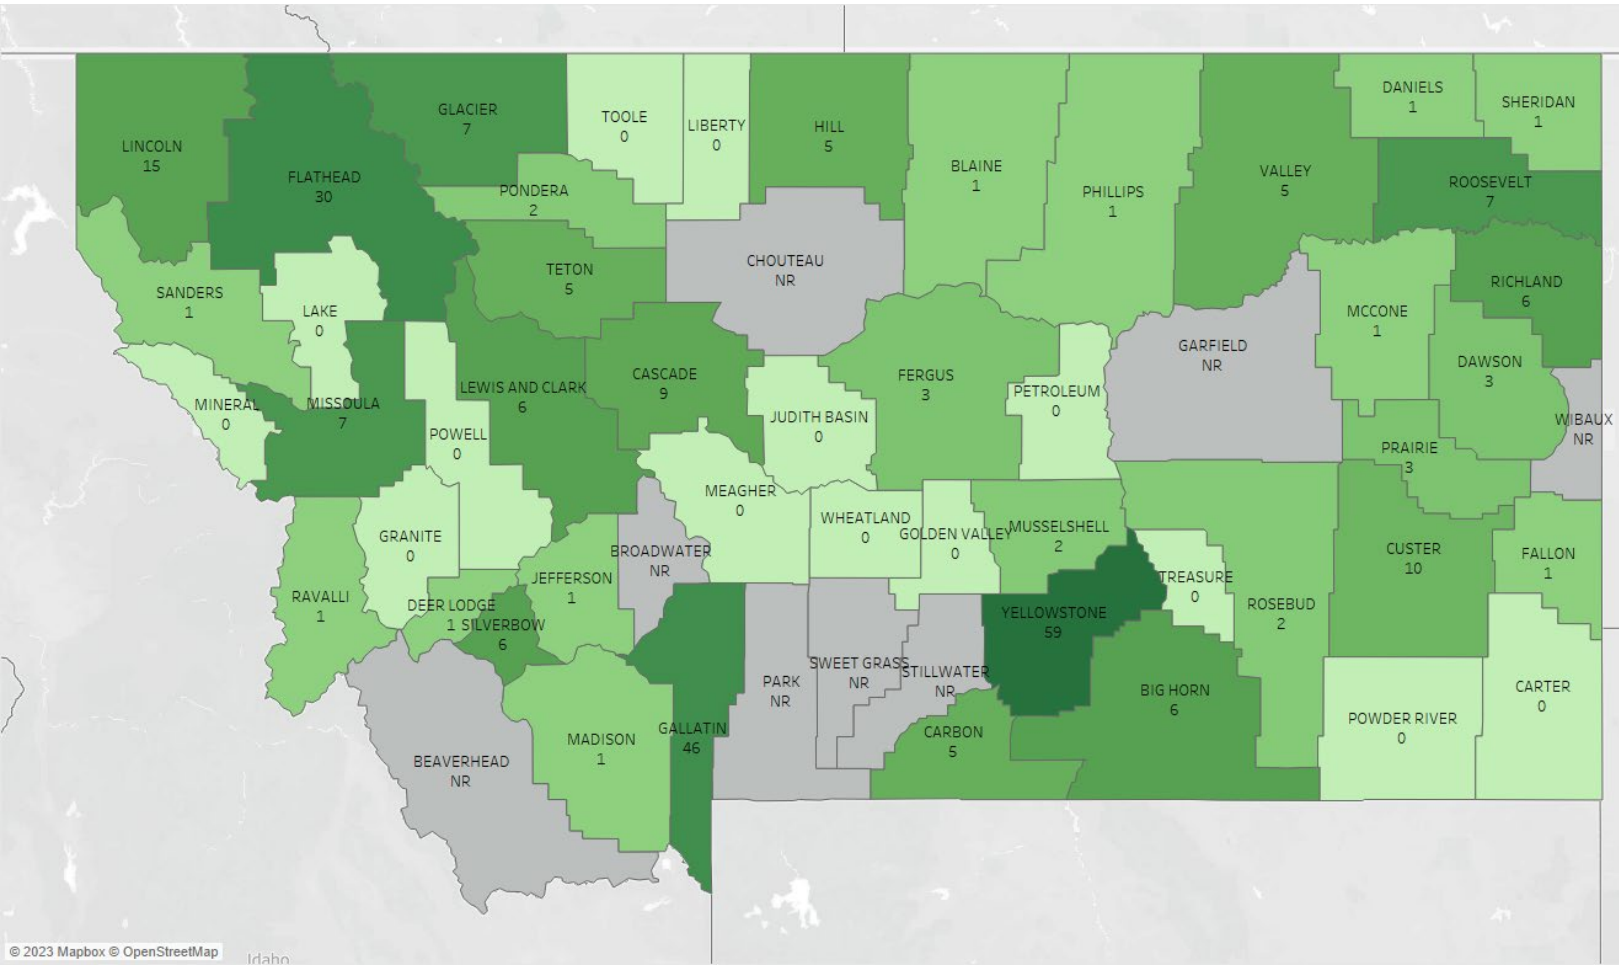 LINCOLN
15
FLATHEAD
30
GLACIER
7
TOOLE
0
LIBERTY
0
HILL
5
BLAINE
1
PHILLIPS
1
VALLEY
5
DANIELS
1
SHERIDAN
1
ROOSEVELT
7
PONDERA
2
TETON
5
CHOUTEAU
NR
RICHLAND
6
SANDERS
1
LAKE
0
MCCONE
1
GARFIELD
NR
DAWSON
3
WIBAUX
NR
MINERAL
0
MISSOULA
7
POWELL
0
LEWIS AND CLARK
6
CASCADE
9
JUDITH BASIN
0
FERGUS
3
PETROLEUM
0
PRAIRIE
3
MEAGHER
0
WHEATLAND
0
GOLDEN VALLEY
0
MUSSELSHELL
2
GRANITE
0
BROADWATER
NR
CUSTER
10
FALLON
1
RAVALLI
1
DEER LODGE
1
SILVERBOW
6
JEFFERSON
1
YELLOWSTONE
59
TREASURE
0
ROSEBUD
2
PARK
NR
SWEET GRASS
NR
STILLWATER
NR
BIG HORN
6
CARTER
0
POWDER RIVER
0
BEAVERHEAD
NR
MADISON
1
GALLATIN
46
CARBON
5
© 2023 Mapbox © OpenStreetMap
Idaho